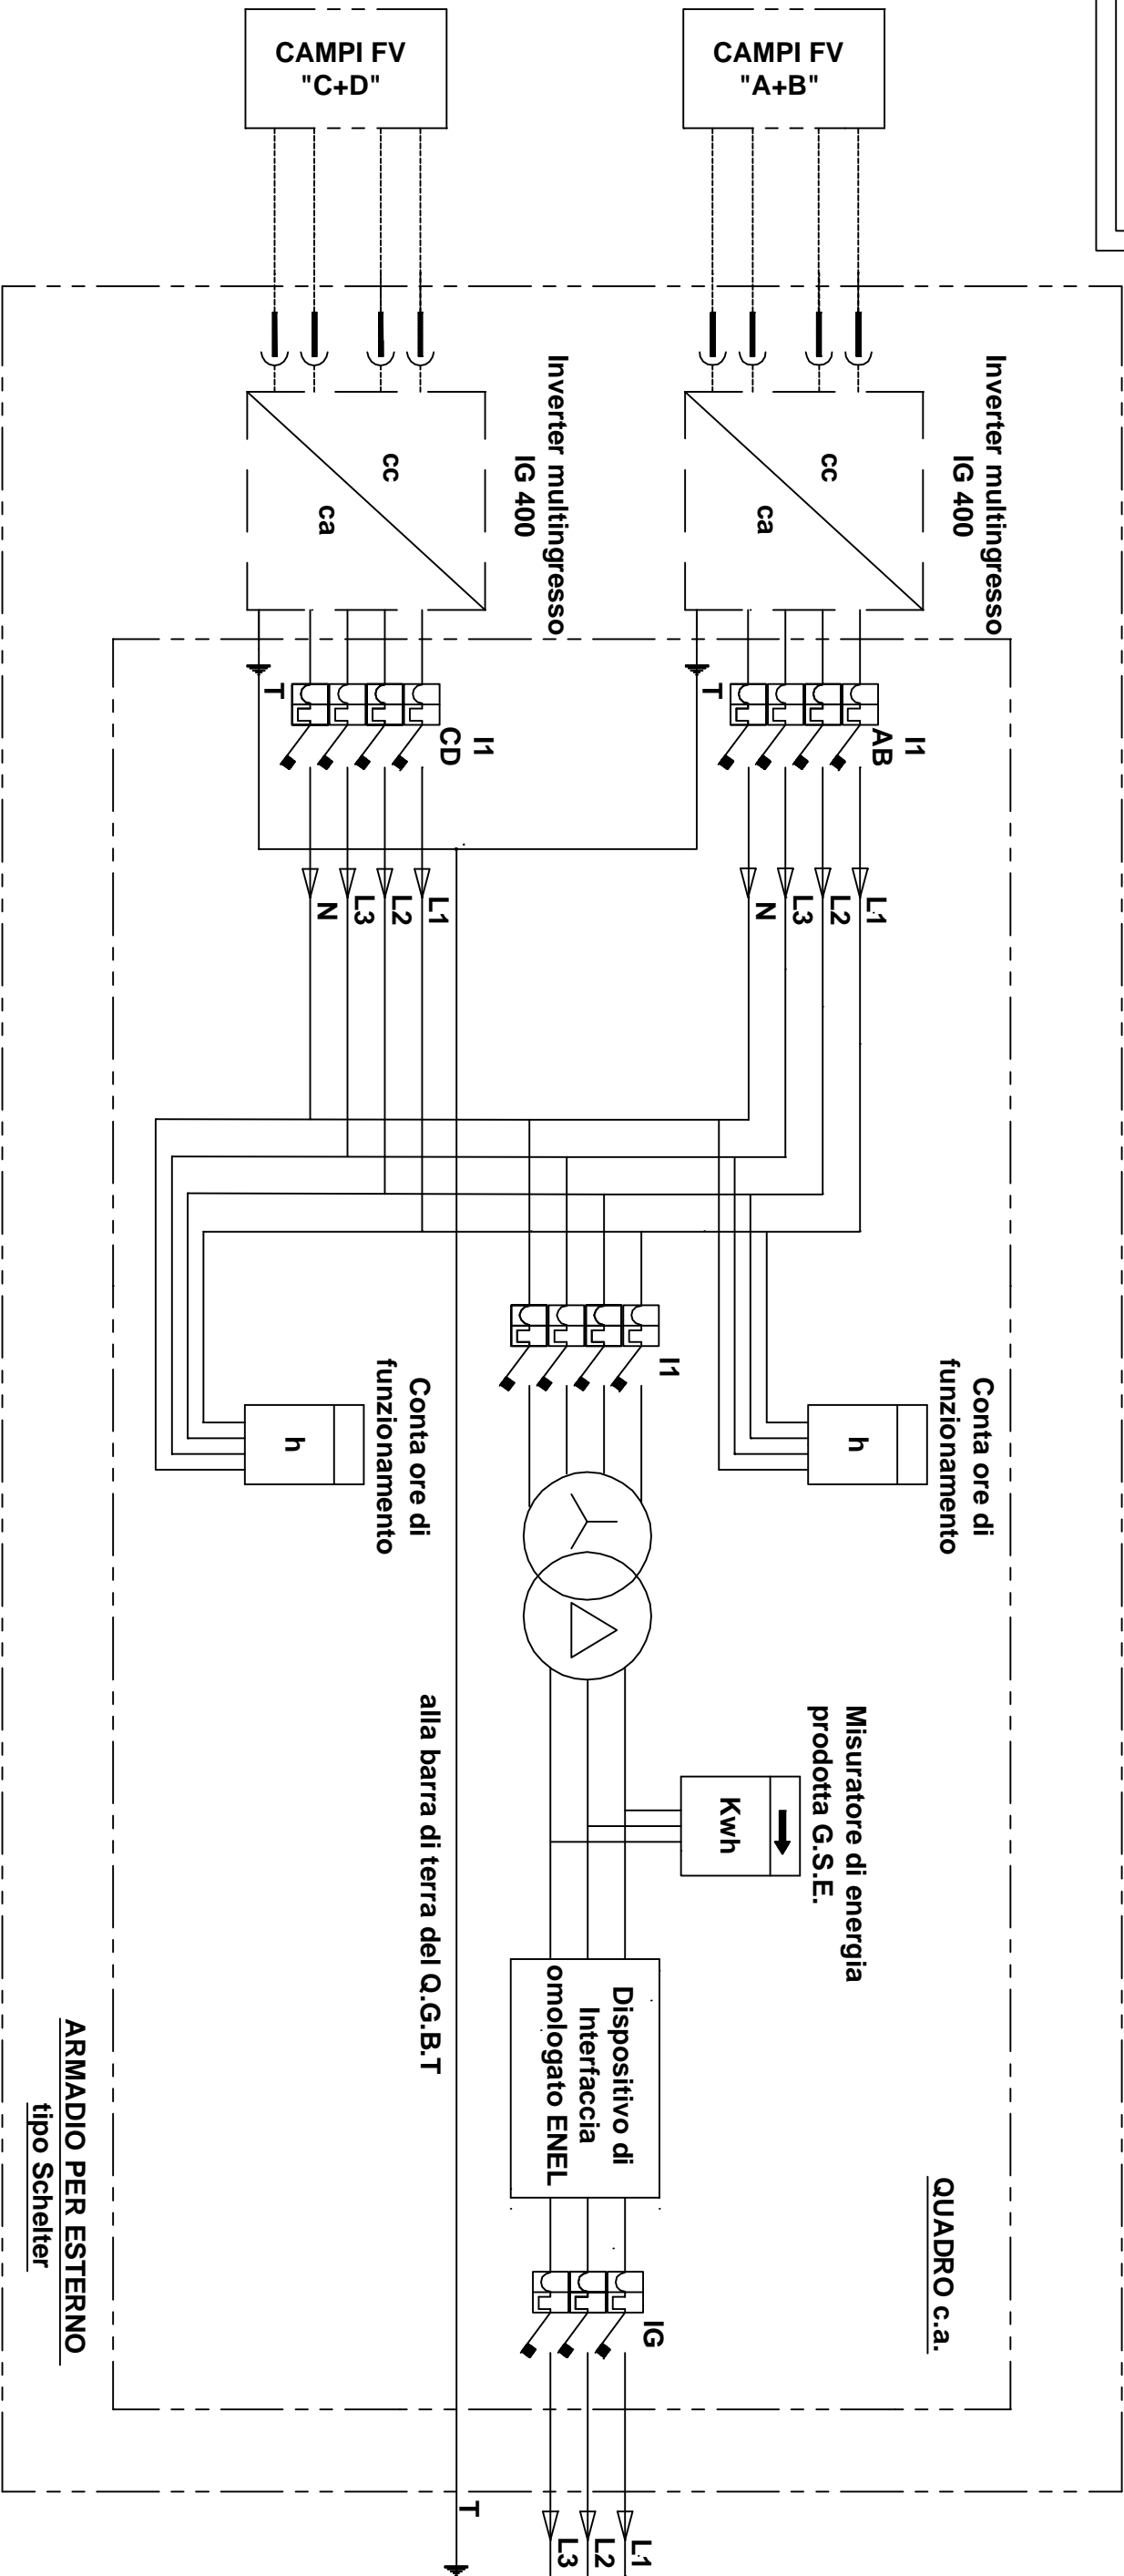 CAMPI FV
"C+D"
CAMPI FV
"A+B"
Inverter multingresso
IG 400
cc
ca
Inverter multingresso
IG 400
cc
ca
T
I1
CD
T
I1
AB
L1
L2
L3
N
L1
L2
L3
N
I1
Conta ore di
funzionamento
h
Conta ore di
funzionamento
h
Misuratore di energia
prodotta G.S.E.
Kwh
alla barra di terra del Q.G.B.T
Dispositivo di
Interfaccia
omologato ENEL
QUADRO c.a.
IG
ARMADIO PER ESTERNO
tipo Schelter
T
L1
L2
L3